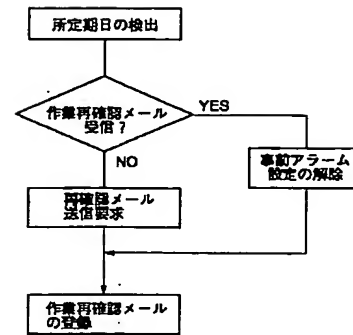 所定期日の検出
作業再確認メール
受信?
YES
NO
事前アラーム
設定の解除
再確認メール
送信要求
作業再確認メール
の登録